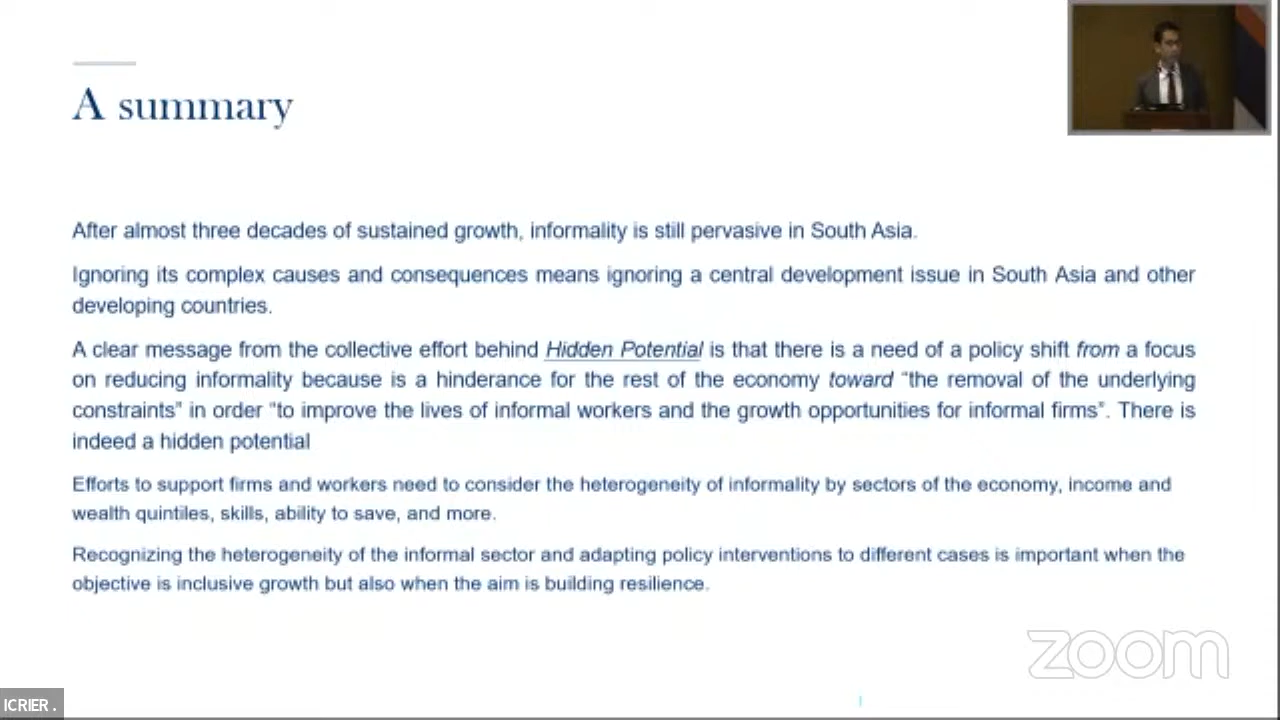 A summary
After almost three decades of sustained growth, informality is still pervasive in South Asia.
Ignoring its complex causes and consequences means ignoring a central development issue in South Asia and other
developing countries.
A clear message from the collective effort behind Hidden Potential is that there is a need of a policy shift from a focus
on reducing informality because is a hinderance for the rest of the economy toward “the removal of the underlying
constraints” in order “to improve the lives of informal workers and the growth opportunities for informal firms”. There is
indeed a hidden potential
Efforts to support firms and workers need to consider the heterogeneity of informality by sectors of the economy, income and
wealth quintiles, skills, ability to save, and more.
Recognizing the heterogeneity of the informal sector and adapting policy interventions to different cases is important when the
objective is inclusive growth but also when the aim is building resilience.
zoom
ICRIER .